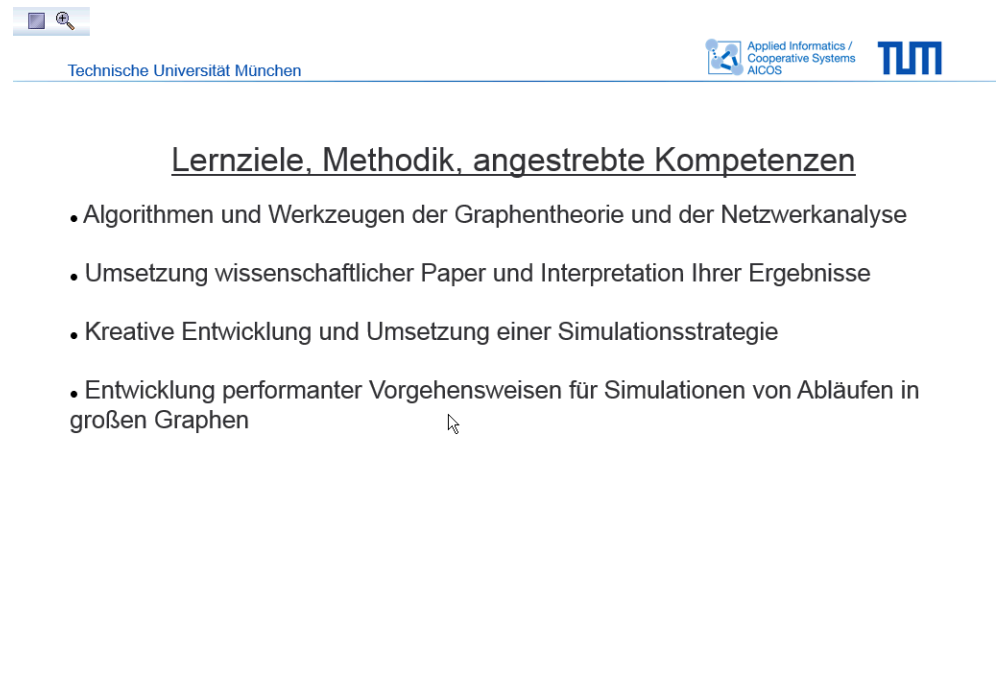 Technische Universität München
Applied Informatics /
Cooperative Systems
AICOS
TUM
Lernziele, Methodik, angestrebte Kompetenzen
• Algorithmen und Werkzeugen der Graphentheorie und der Netzwerkanalyse
• Umsetzung wissenschaftlicher Paper und Interpretation Ihrer Ergebnisse
• Kreative Entwicklung und Umsetzung einer Simulationsstrategie
• Entwicklung performanter Vorgehensweisen für Simulationen von Abläufen in
großen Graphen